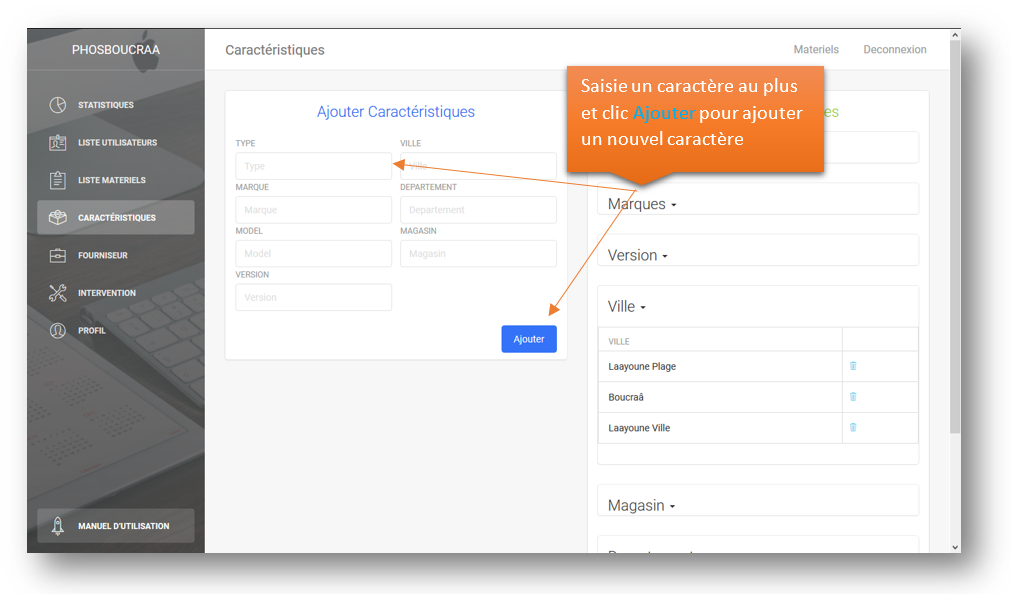 PHOSBOUCRAA
Caractéristiques
Materiels
Deconnexion
STATISTIQUES
LISTE UTILISATEURS
LISTE MATERIELS
CARACTÉRISTIQUES
FOURNISEUR
INTERVENTION
PROFIL
MANUEL D'UTILISATION
Ajouter Caractéristiques
TYPE
VILLE
Type
Ville
MARQUE
DEPARTEMENT
Marque
Departement
MODEL
MAGASIN
Model
Magasin
VERSION
Version
Ajouter
Saisie un caractère au plus
et clic Ajouter pour ajouter
un nouvel caractère
es
Marques
Version
Ville
VILLE
Laayoune Plage
Boucraâ
Laayoune Ville
Magasin